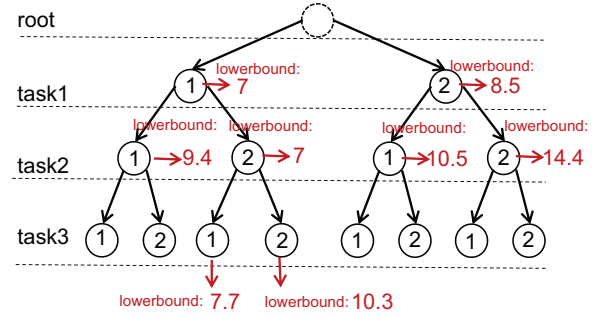 root
lowerbound: lowerbound:
task1 1 7 2 8.5
lowerbound: lowerbound: lowerbound: lowerbound:
task2 1 9.4 2 7 1 10.5 2 14.4
task3 1 2 1 2 1 2 1 2
lowerbound: 7.7 lowerbound: 10.3